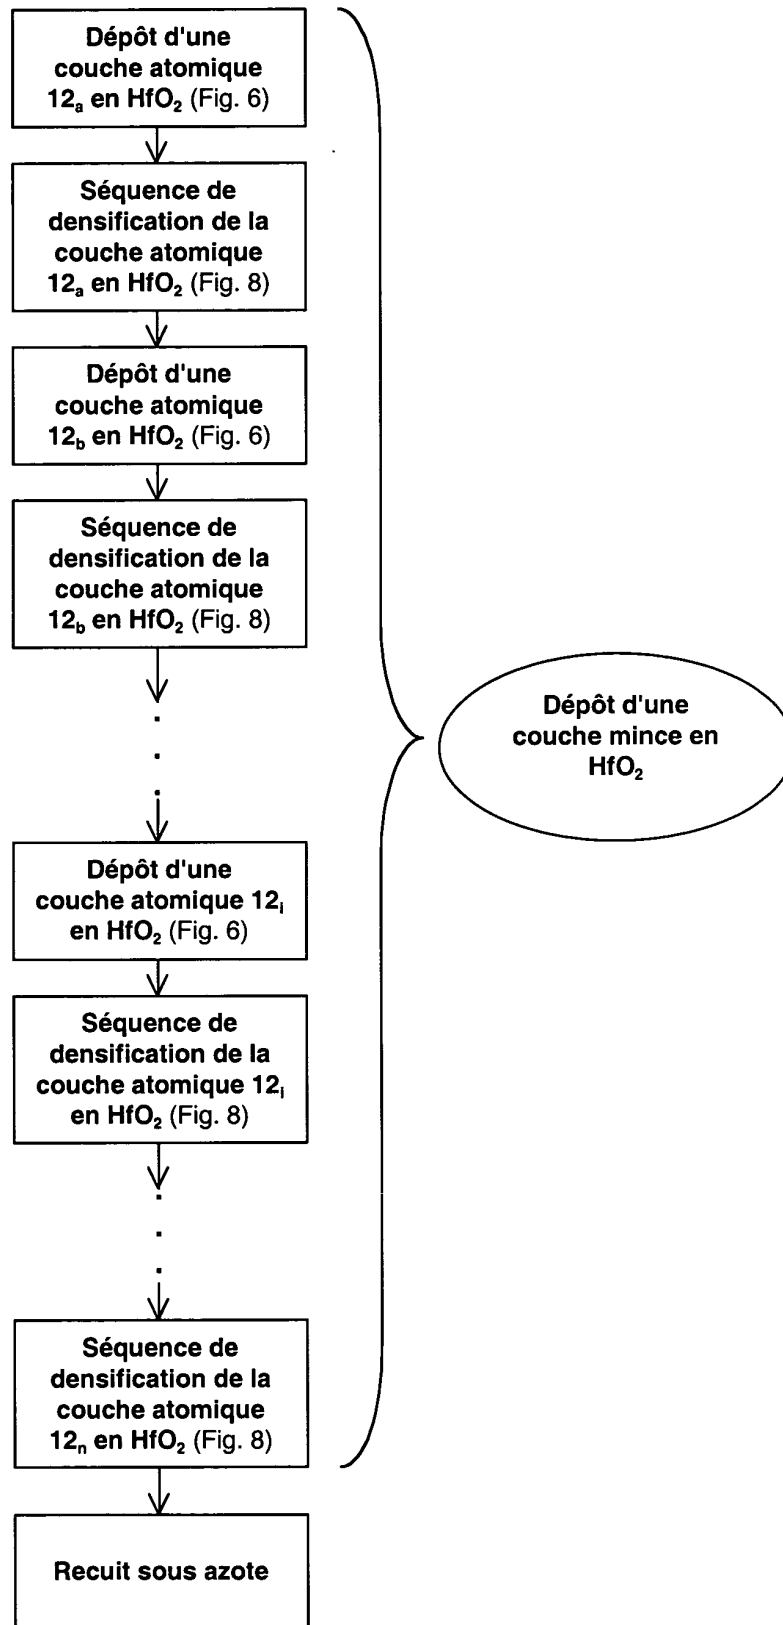 Dépôt d'une
couche atomique
12ₐ en HfO₂ (Fig. 6)
Séquence de
densification de la
couche atomique
12ₐ en HfO₂ (Fig. 8)
Dépôt d'une
couche atomique
12b en HfO₂ (Fig. 6)
Séquence de
densification de la
couche atomique
12b en HfO₂ (Fig. 8)
Dépôt d'une
couche atomique 12ᵢ
en HfO₂ (Fig. 6)
Séquence de
densification de la
couche atomique 12ᵢ
en HfO₂ (Fig. 8)
Séquence de
densification de la
couche atomique
12ₙ en HfO₂ (Fig. 8)
Recuit sous azote
Dépôt d'une
couche mince en
HfO₂